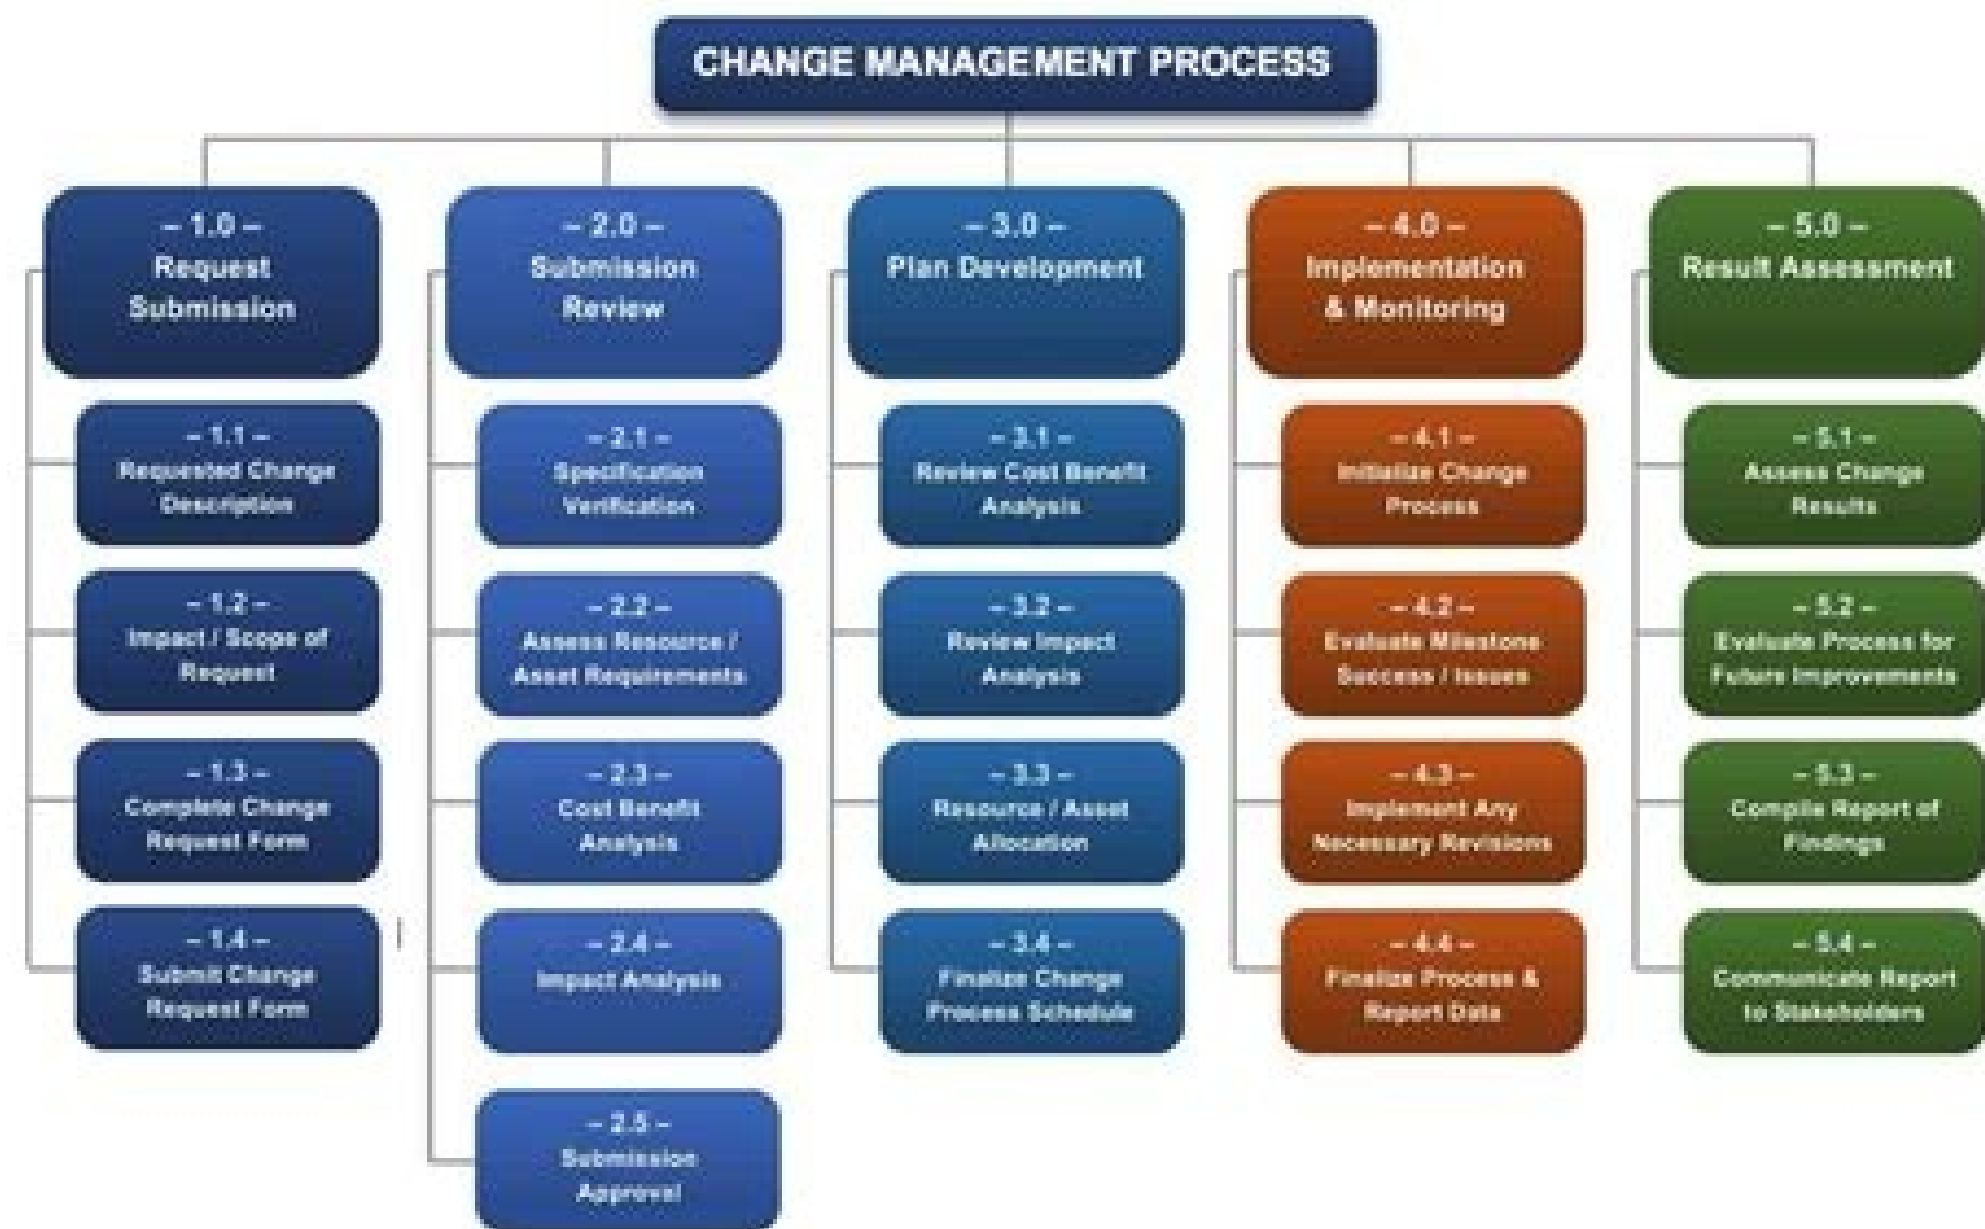 CHANGE MANAGEMENT PROCESS
– 1.0 –
Request
Submission
– 1.1 –
Requested Change
Description
– 1.2 –
Impact / Scope of
Request
– 1.3 –
Complete Change
Request Form
– 1.4 –
Submit Change
Request Form
– 2.0 –
Submission
Review
– 2.1 –
Specification
Verification
– 2.2 –
Assess Resource /
Asset Requirements
– 2.3 –
Cost Benefit
Analysis
– 2.4 –
Impact Analysis
– 2.5 –
Submission
Approval
– 3.0 –
Plan Development
– 3.1 –
Review Cost Benefit
Analysis
– 3.2 –
Review Impact
Analysis
– 3.3 –
Resource / Asset
Allocation
– 3.4 –
Finalize Change
Process Schedule
– 4.0 –
Implementation
& Monitoring
– 4.1 –
Initialize Change
Process
– 4.2 –
Evaluate Milestone
Success / Issues
– 4.3 –
Implement Any
Necessary Revisions
– 4.4 –
Finalize Process &
Report Data
– 5.0 –
Result Assessment
– 5.1 –
Assess Change
Results
– 5.2 –
Evaluate Process for
Future Improvements
– 5.3 –
Compile Report of
Findings
– 5.4 –
Communicate Report
to Stakeholders